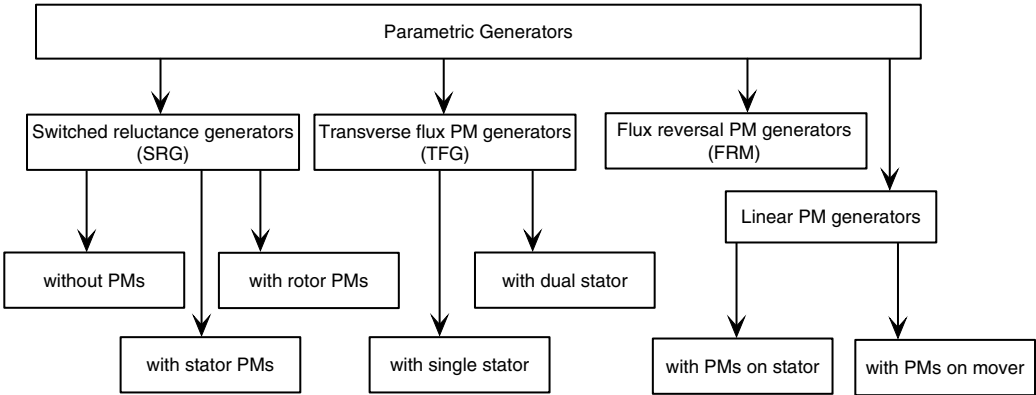 Parametric Generators
Switched reluctance generators
(SRG)
Transverse flux PM generators
(TFG)
Flux reversal PM generators
(FRM)
Linear PM generators
without PMs
with rotor PMs
with dual stator
with stator PMs
with single stator
with PMs on stator
with PMs on mover